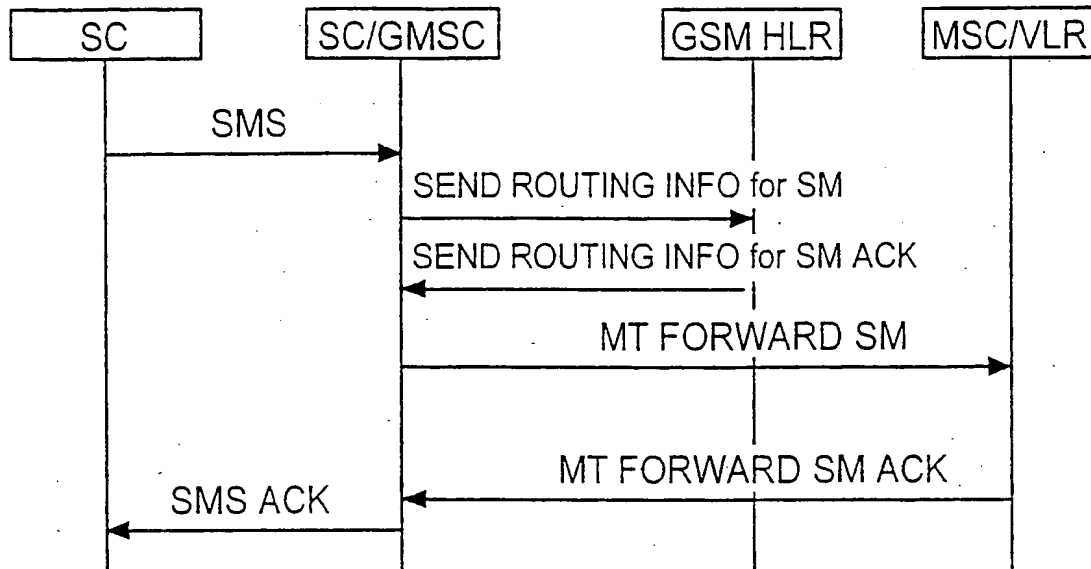 SC
SC/GMSC
GSM HLR
MSC/VLR
SMS
SEND ROUTING INFO for SM
SEND ROUTING INFO for SM ACK
MT FORWARD SM
MT FORWARD SM ACK
SMS ACK